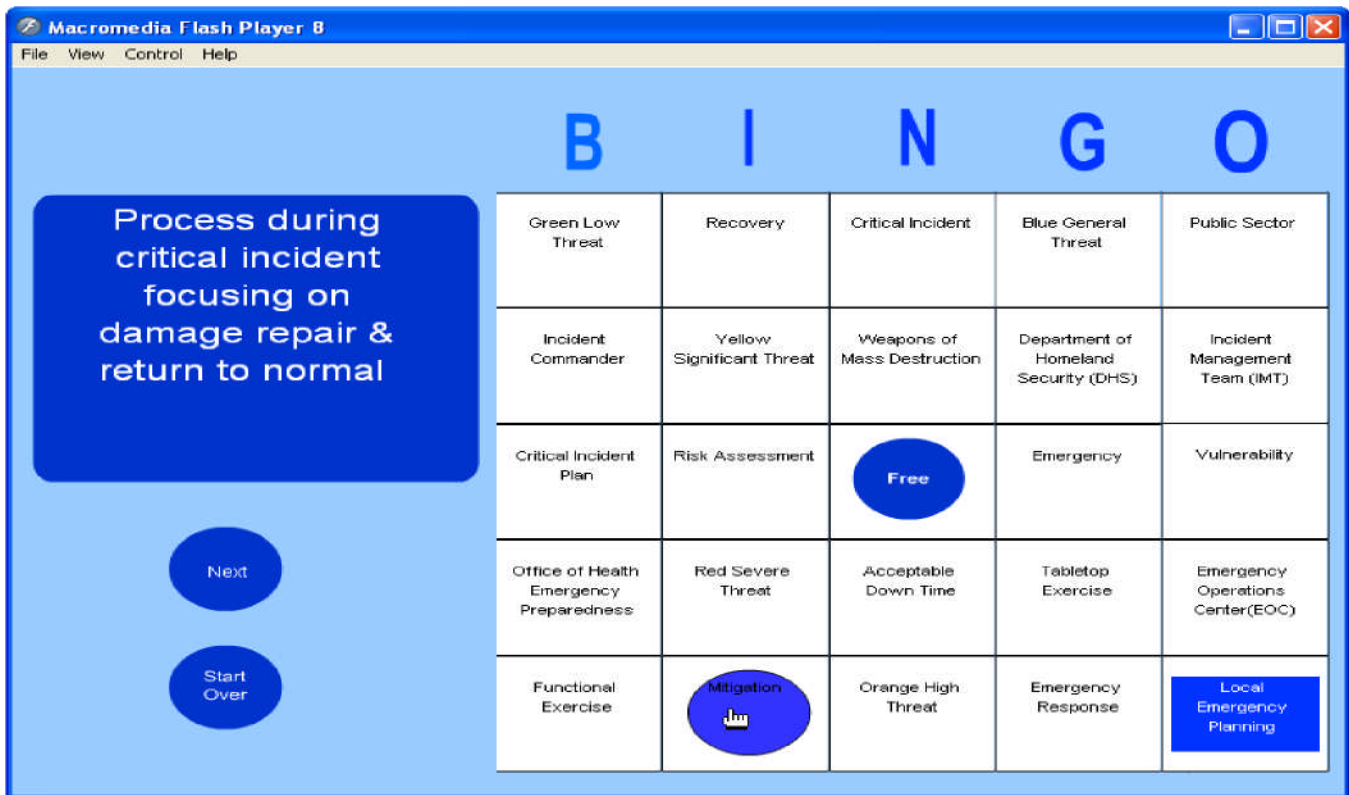 Macromedia Flash Player 8
File View Control Help
B I N G O
Process during
critical incident
focusing on
damage repair &
return to normal
Next
Start
Over
Green Low
Threat
Recovery
Critical Incident
Blue General
Threat
Public Sector
Incident
Commander
Yellow
Significant Threat
Weapons of
Mass Destruction
Department of
Homeland
Security (DHS)
Incident
Management
Team (IMT)
Critical Incident
Plan
Risk Assessment
Free
Emergency
Vulnerability
Office of Health
Emergency
Preparedness
Red Severe
Threat
Acceptable
Down Time
Tabletop
Exercise
Emergency
Operations
Center(EOC)
Functional
Exercise
Mitigation
Orange High
Threat
Emergency
Response
Local
Emergency
Planning